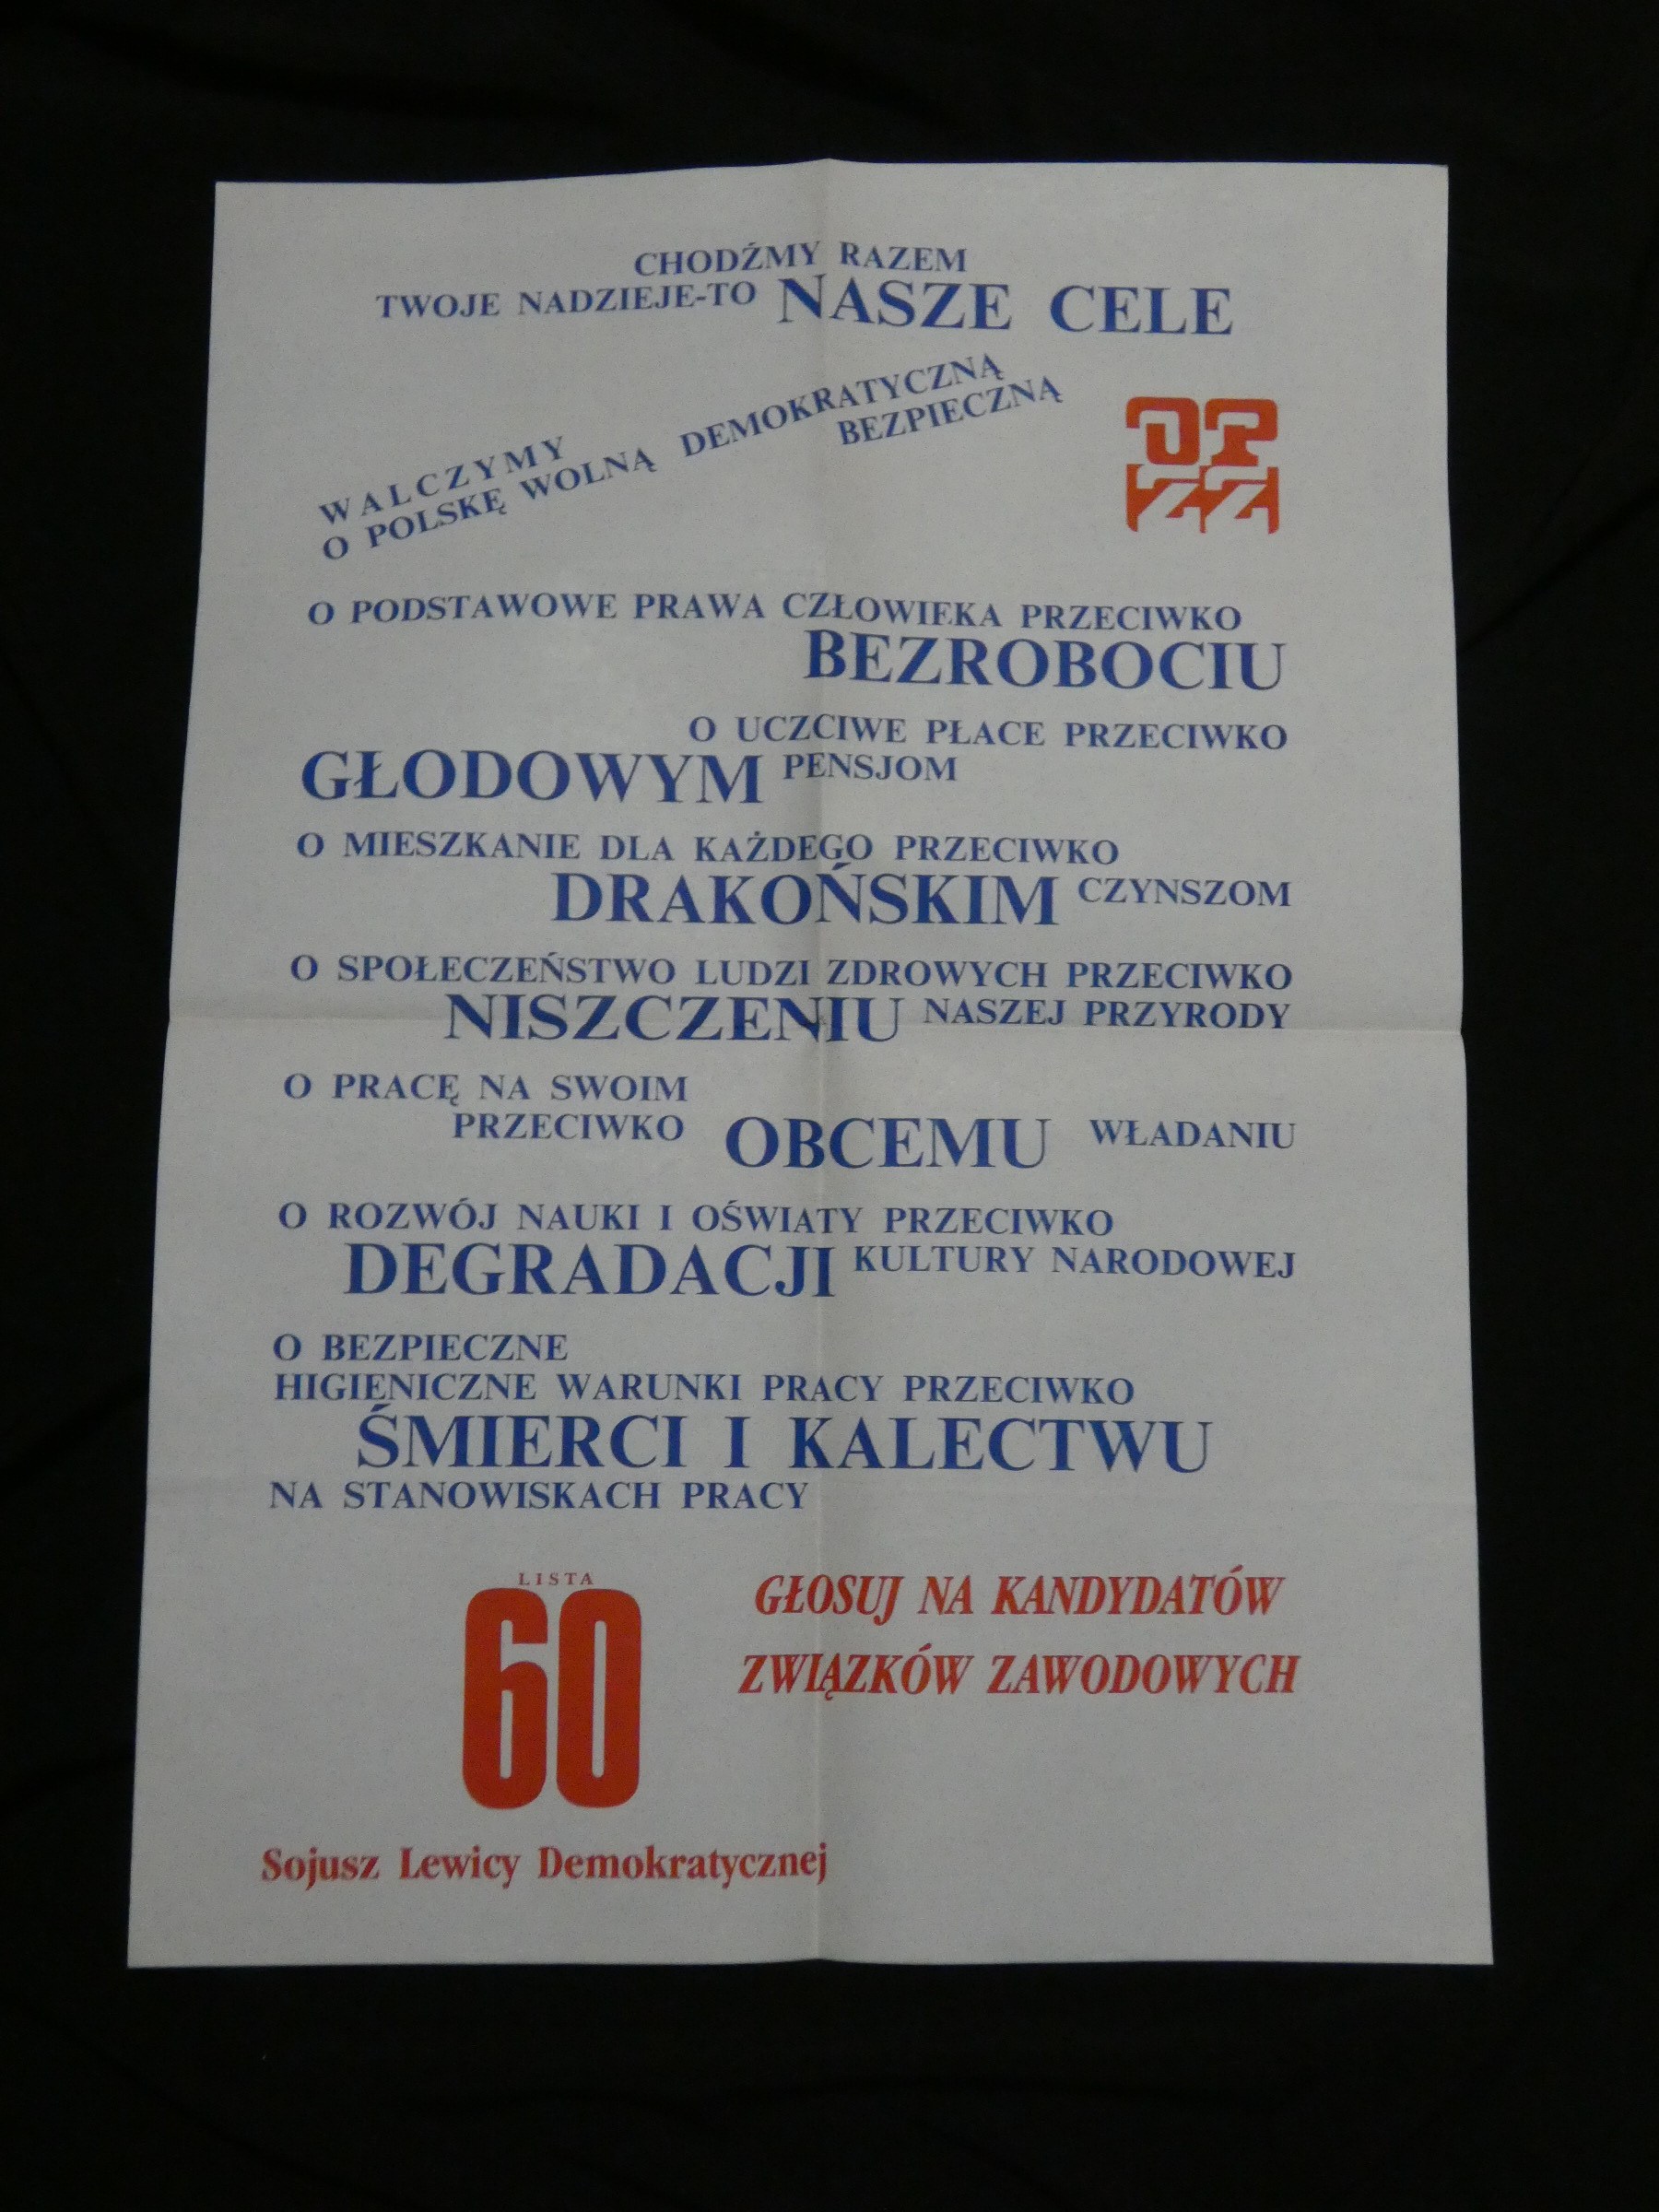 CHODŹMY RAZEM
TWOJE NADZIEJE-TO NASZE CELE
WALCZYMY
O POLSKĘ WOLNĄ DEMOKRATYCZNĄ
BEZPIECZNĄ
OPZZ
O PODSTAWOWE PRAWA CZŁOWIEKA PRZECIWKO
BEZROBOCIU
O UCZCIWE PŁACE PRZECIWKO
GŁODOWYM PENSJOM
O MIESZKANIE DLA KAŻDEGO PRZECIWKO
DRAKOŃSKIM CZYNSZOM
O SPOŁECZEŃSTWO LUDZI ZDROWYCH PRZECIWKO
NISZCZENIU NASZEJ PRZYRODY
O PRACĘ NA SWOIM
PRZECIWKO OBCEMU WŁADANIU
O ROZWÓJ NAUKI I OŚWIATY PRZECIWKO
DEGRADACJI KULTURY NARODOWEJ
O BEZPIECZNE
HIGIENICZNE WARUNKI PRACY PRZECIWKO
ŚMIERCI I KALECTWU
NA STANOWISKACH PRACY
LISTA
60
GŁOSUJ NA KANDYDATÓW
ZWIĄZKÓW ZAWODOWYCH
Sojusz Lewicy Demokratycznej